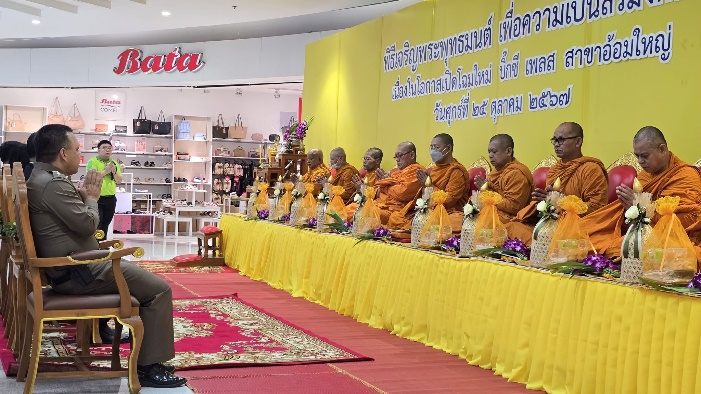 พิธีเจริญพระพุทธมนต์ เพื่อความเป็นสิริมงคล
เนื่องในโอกาสเปิดโฉมใหม่ บิ๊กซี เพลส สาขาอ้อมใหญ่
วันศุกร์ที่ ๒๕ ตุลาคม ๒๕๖๗
Bata
Bata